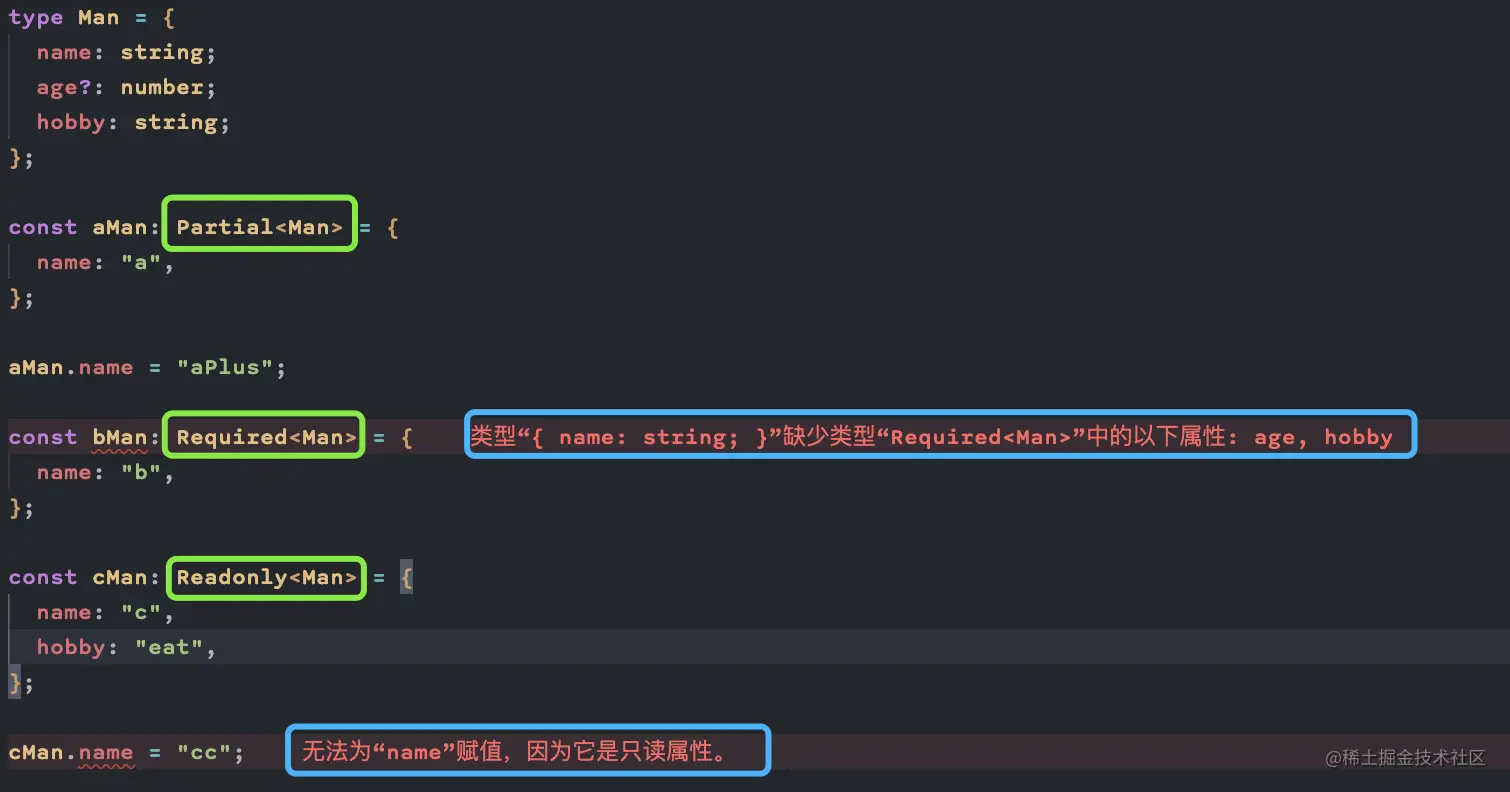 type Man = {
  name: string;
  age?: number;
  hobby: string;
};
const aMan: Partial<Man> = {
  name: "a",
};
aMan.name = "aPlus";
const bMan: Required<Man> = { 类型“{ name: string; }”缺少类型“Required<Man>”中的以下属性: age, hobby
  name: "b",
};
const cMan: Readonly<Man> = {
  name: "c",
  hobby: "eat",
};
cMan.name = "cc"; 无法为“name”赋值，因为它是只读属性。
@稀土掘金技术社区